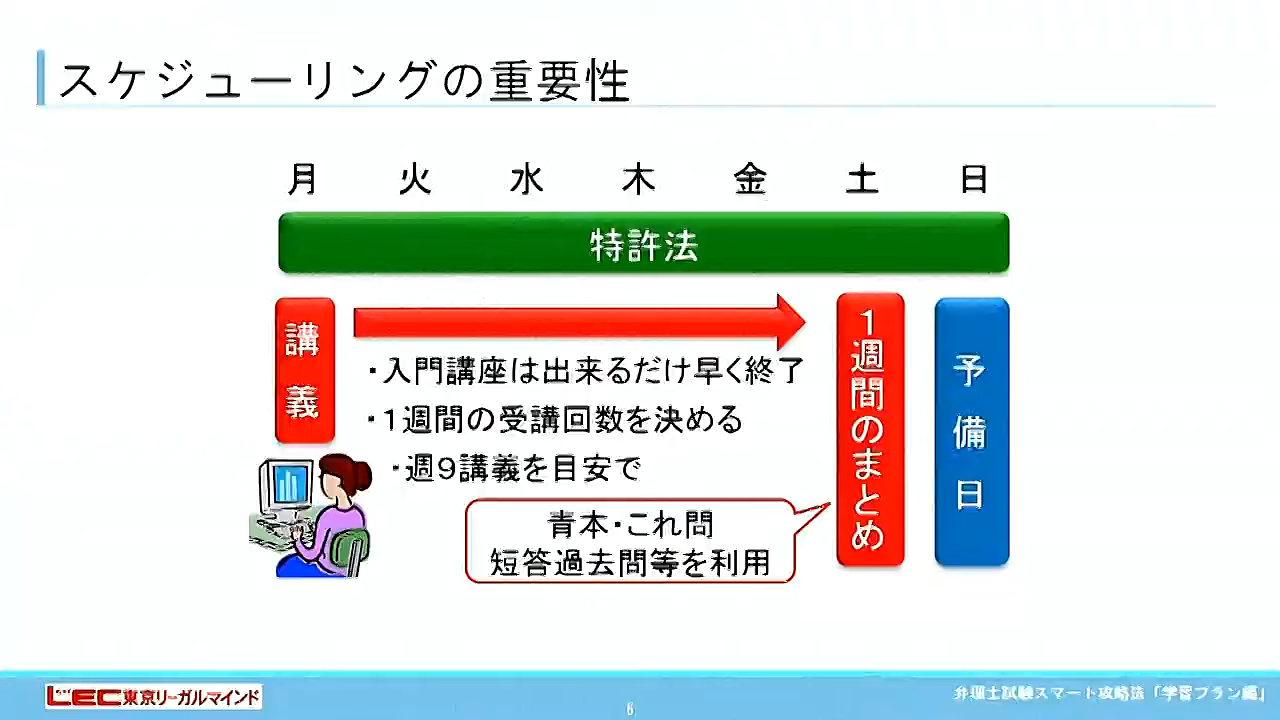 スケジューリングの重要性
月 火 水 木 金 土 日
特許法
講義
・入門講座は出来るだけ早く終了
・1週間の受講回数を決める
・週9講義を目安で
青本・これ問
短答過去問等を利用
1週間のまとめ
予備日
LEC東京リーガルマインド
6
弁理士試験スマート攻略法「学習プラン編」